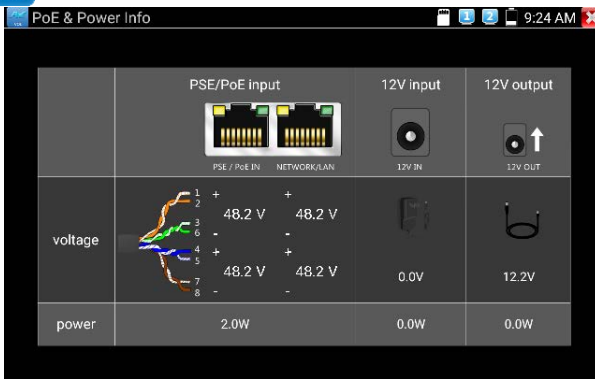 PoE & Power Info
1 2 9:24 AM
PSE/PoE input 12V input 12V output
PSE / PoE IN NETWORK/LAN 12V IN 12V OUT
1 + +
2
48.2 V 48.2 V
3
6 - -
voltage
4 + +
5
48.2 V 48.2 V 0.0V 12.2V
7
8 - -
power 2.0W 0.0W 0.0W